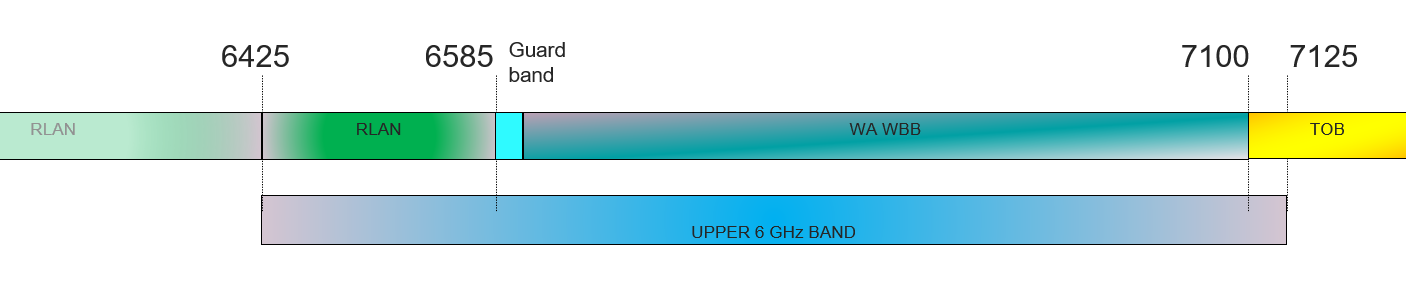 6425
6585
Guard
band
7100
7125
RLAN
RLAN
WA WBB
TOB
UPPER 6 GHz BAND